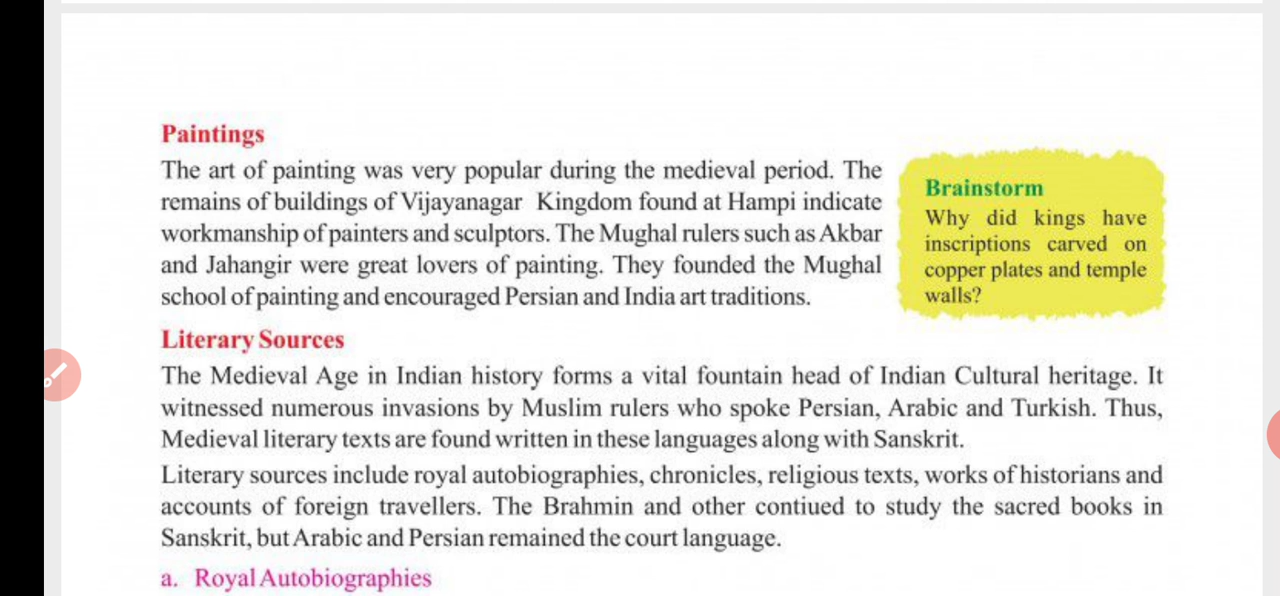 Paintings
The art of painting was very popular during the medieval period. The
remains of buildings of Vijayanagar Kingdom found at Hampi indicate
workmanship of painters and sculptors. The Mughal rulers such as Akbar
and Jahangir were great lovers of painting. They founded the Mughal
school of painting and encouraged Persian and India art traditions.
Brainstorm
Why did kings have
inscriptions carved on
copper plates and temple
walls?
Literary Sources
The Medieval Age in Indian history forms a vital fountain head of Indian Cultural heritage. It
witnessed numerous invasions by Muslim rulers who spoke Persian, Arabic and Turkish. Thus,
Medieval literary texts are found written in these languages along with Sanskrit.
Literary sources include royal autobiographies, chronicles, religious texts, works of historians and
accounts of foreign travellers. The Brahmin and other contiued to study the sacred books in
Sanskrit, but Arabic and Persian remained the court language.
a. Royal Autobiographies